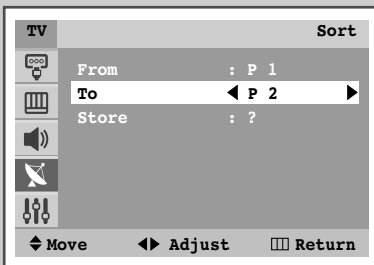 TV Sort
From : P 1
To P 2
Store : ?
Move Adjust Return